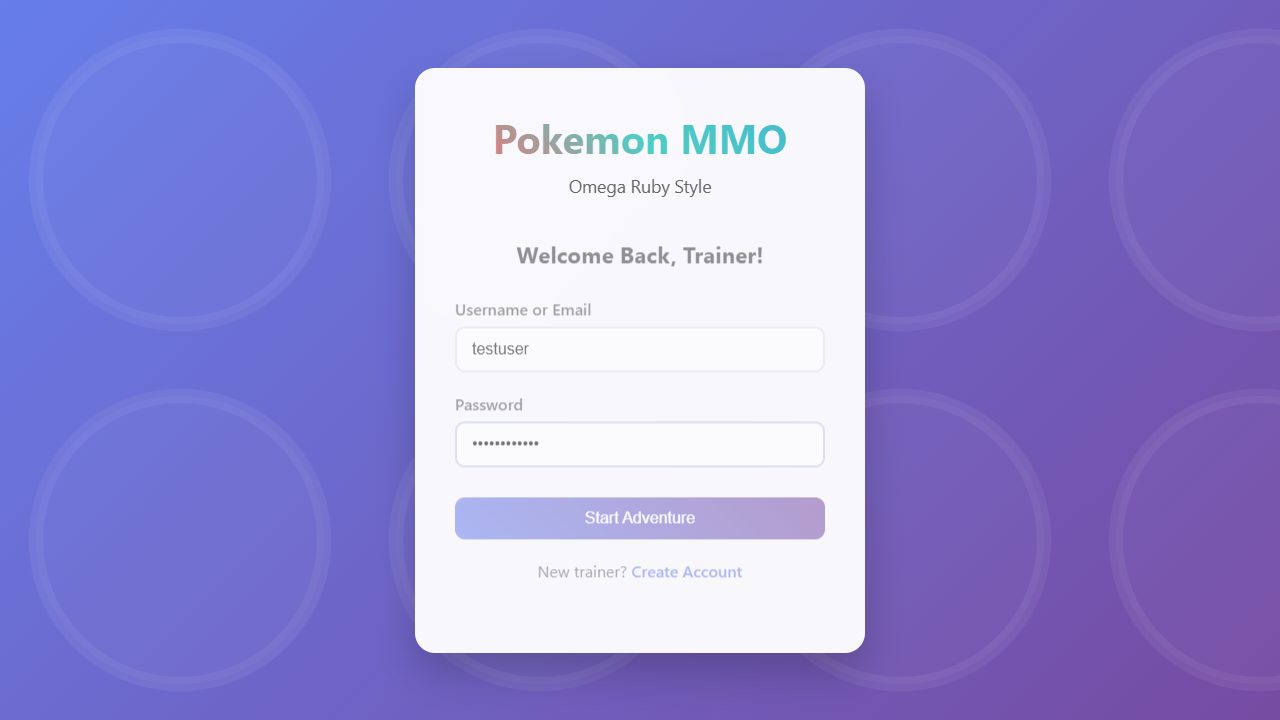 Pokemon MMO
Omega Ruby Style
Welcome Back, Trainer!
Username or Email
testuser
Password
••••••••••••
Start Adventure
New trainer? Create Account